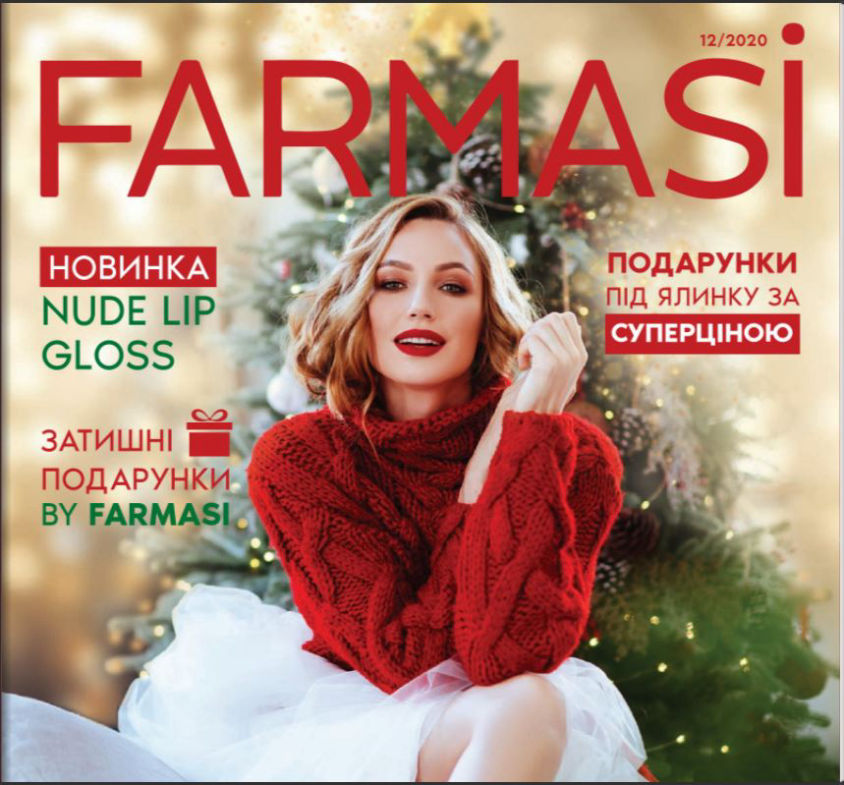 12/2020
FARMASİ
НОВИНКА
NUDE LIP
GLOSS
ЗАТИШНІ
ПОДАРУНКИ
BY FARMASI
ПОДАРУНКИ
ПІД ЯЛИНКУ ЗА
СУПЕРЦІНОЮ